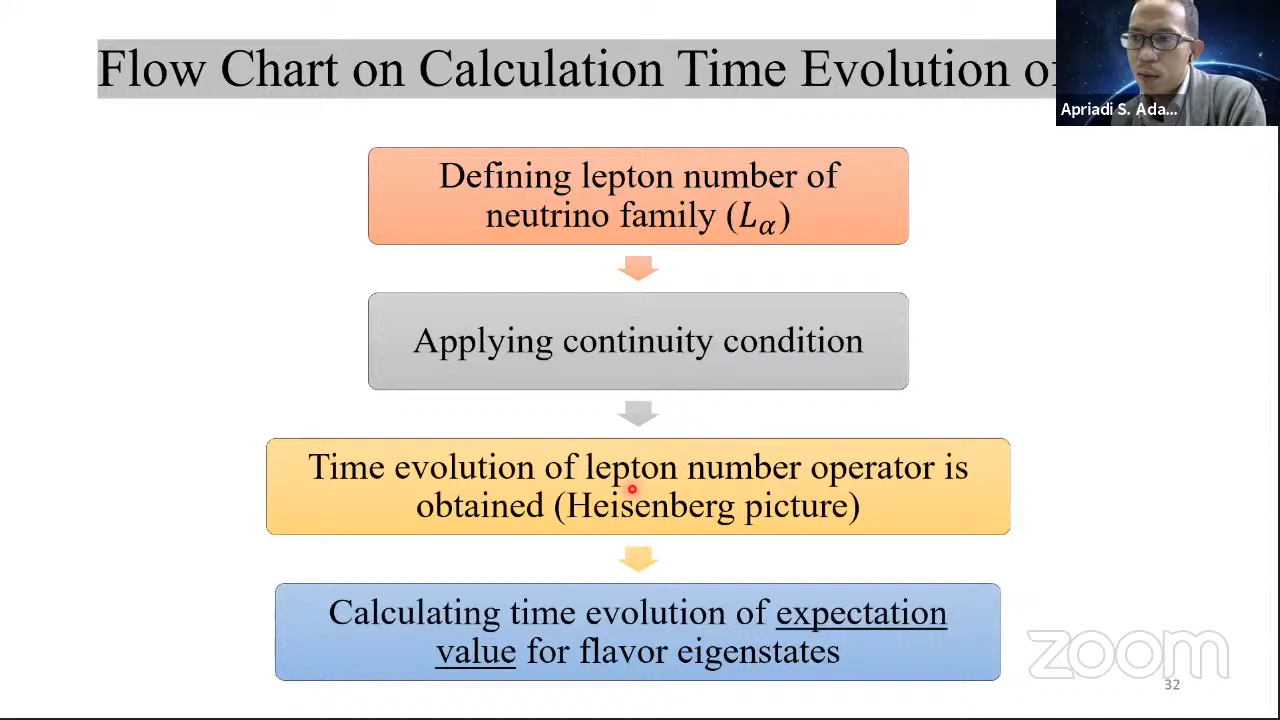 Flow Chart on Calculation Time Evolution of
Apriadi S. Ada...
Defining lepton number of
neutrino family (𝐿𝛼)
Applying continuity condition
Time evolution of lepton number operator is
obtained (Heisenberg picture)
Calculating time evolution of expectation
value for flavor eigenstates
zoom
32